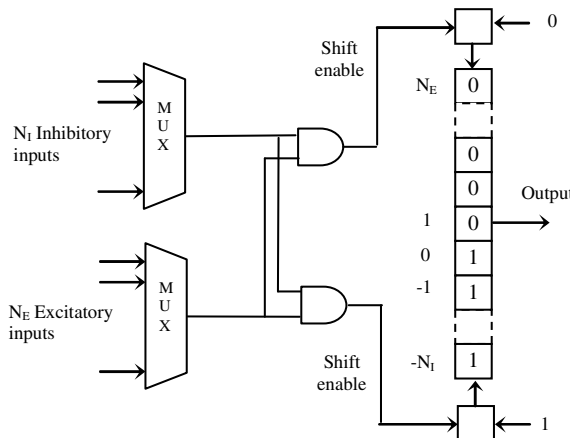 0
Shift
enable
N_E
0
M
U
X
N_I Inhibitory
inputs
0
0
Output
1
0
0
1
-1
1
M
U
X
N_E Excitatory
inputs
Shift
enable
-N_I
1
1